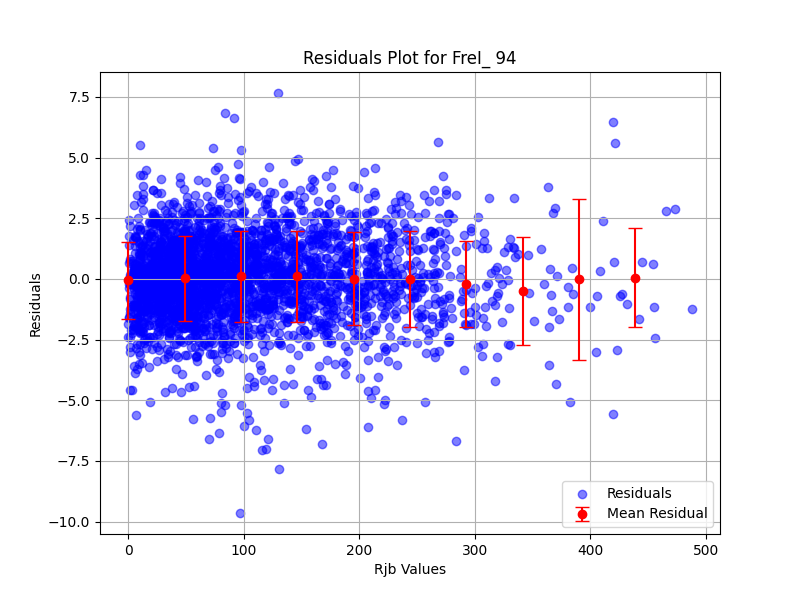 Residuals Plot for FreI_ 94
7.5
5.0
2.5
0.0
−2.5
−5.0
−7.5
−10.0
Residuals
0 100 200 300 400 500
Rjb Values
Residuals
Mean Residual